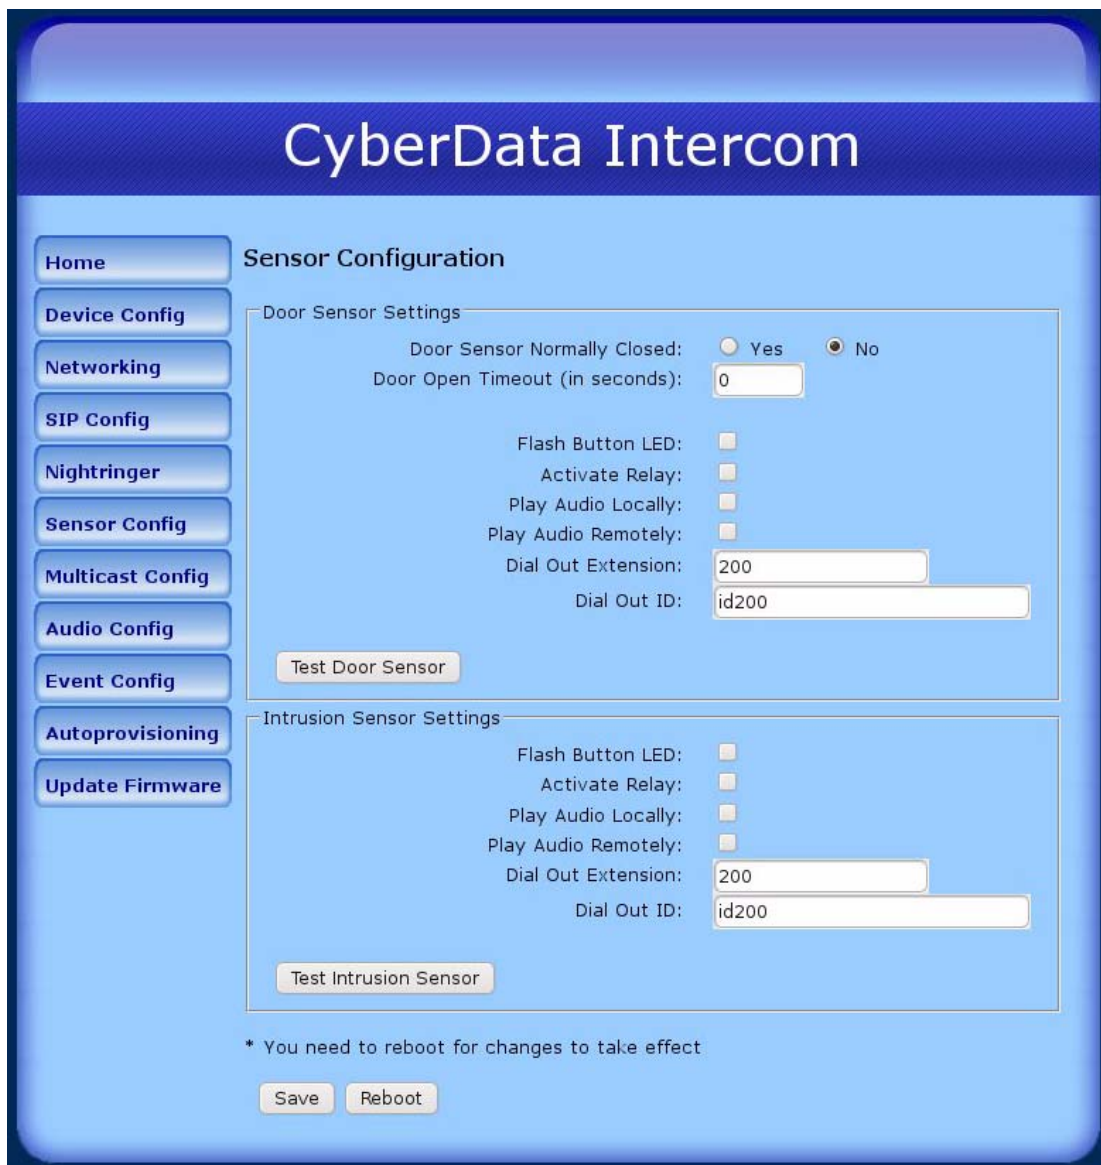 CyberData Intercom
Home
Device Config
Networking
SIP Config
Nightringer
Sensor Config
Multicast Config
Audio Config
Event Config
Autoprovisioning
Update Firmware
Sensor Configuration
Door Sensor Settings
Door Sensor Normally Closed: Yes No
Door Open Timeout (in seconds): 0
Flash Button LED:
Activate Relay:
Play Audio Locally:
Play Audio Remotely:
Dial Out Extension: 200
Dial Out ID: id200
Test Door Sensor
Intrusion Sensor Settings
Flash Button LED:
Activate Relay:
Play Audio Locally:
Play Audio Remotely:
Dial Out Extension: 200
Dial Out ID: id200
Test Intrusion Sensor
* You need to reboot for changes to take effect
Save Reboot